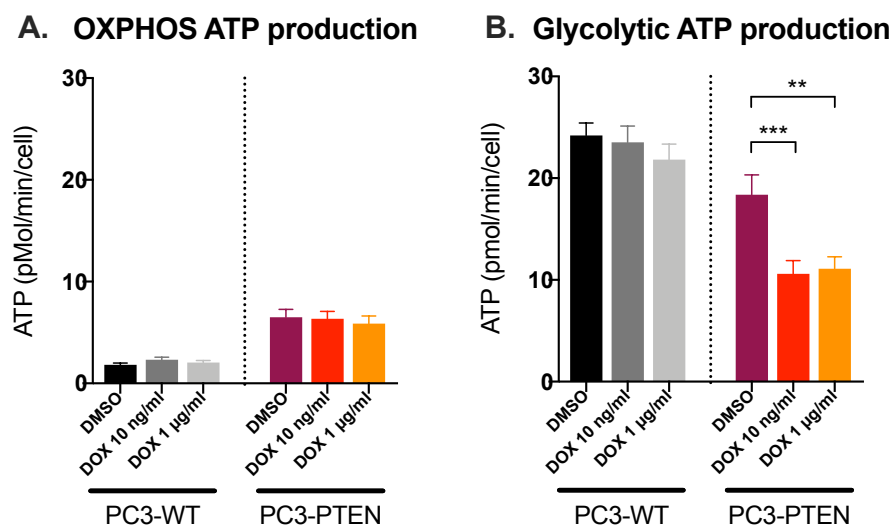 A. OXPHOS ATP production
ATP (pMol/min/cell)
30
20
10
0
DMSO
DOX 10 ng/ml
DOX 1 µg/ml
DMSO
DOX 10 ng/ml
DOX 1 µg/ml
PC3-WT
PC3-PTEN
B. Glycolytic ATP production
ATP (pmol/min/cell)
30
20
10
0
**
***
DMSO
DOX 10 ng/ml
DOX 1 µg/ml
DMSO
DOX 10 ng/ml
DOX 1 µg/ml
PC3-WT
PC3-PTEN